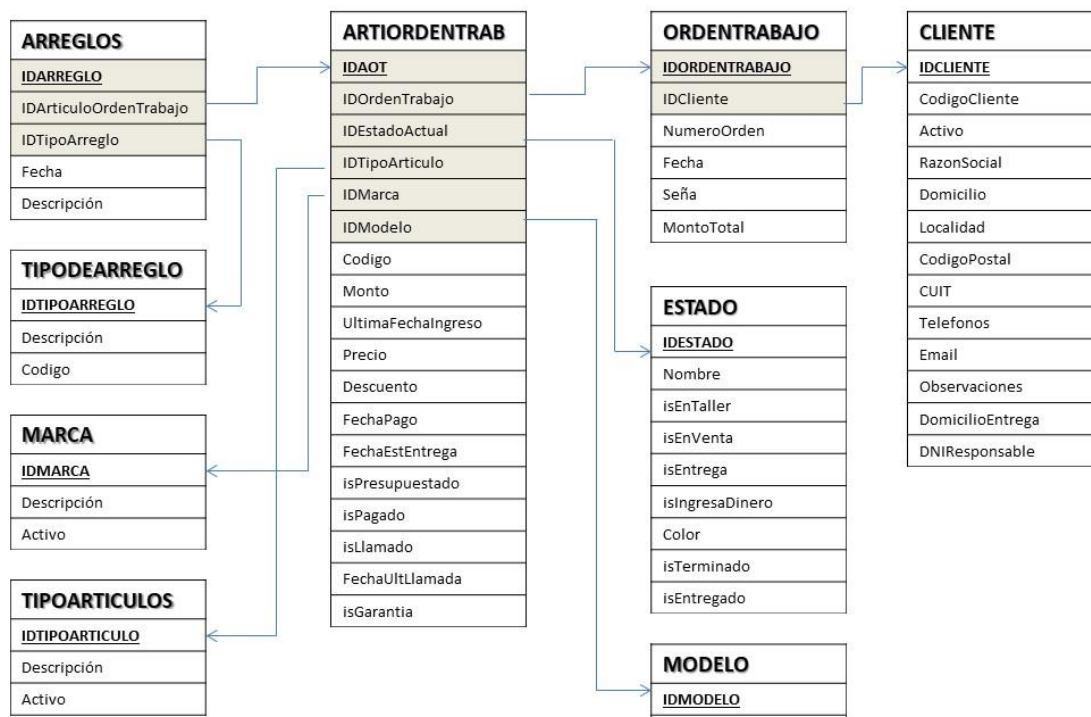 ARREGLOS
IDARREGLO
IDArticuloOrdenTrabajo
IDTipoArreglo
Fecha
Descripción
TIPODEARREGLO
IDTIPOARREGLO
Descripción
Codigo
MARCA
IDMARCA
Descripción
Activo
TIPOARTICULOS
IDTIPOARTICULO
Descripción
Activo
ARTIORDENTRAB
IDAOT
IDOrdenTrabajo
IDEstadoActual
IDTipoArticulo
IDMarca
IDModelo
Codigo
Monto
UltimaFechaIngreso
Precio
Descuento
FechaPago
FechaEstEntrega
isPresupuestado
isPagado
isLlamado
FechaUltLlamada
isGarantia
ORDENTRABAJO
IDORDENTRABAJO
IDCliente
NumeroOrden
Fecha
Seña
MontoTotal
ESTADO
IDESTADO
Nombre
isEnTaller
isEnVenta
isEntrega
isIngresaDinero
Color
isTerminado
isEntregado
MODELO
IDMODELO
CLIENTE
IDCLIENTE
CodigoCliente
Activo
RazonSocial
Domicilio
Localidad
CodigoPostal
CUIT
Telefonos
Email
Observaciones
DomicilioEntrega
DNIResponsable